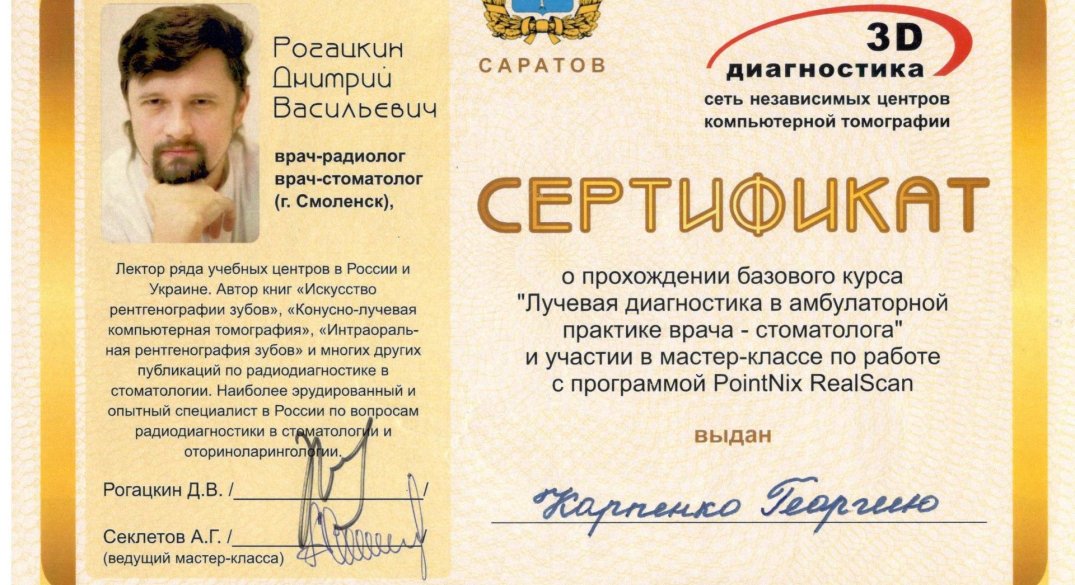 Рогацкин
Дмитрий
Васильевич
врач-радиолог
врач-стоматолог
(г. Смоленск),
Лектор ряда учебных центров в России и
Украине. Автор книг «Искусство
рентгенографии зубов», «Конусно-лучевая
компьютерная томография», «Интраораль-
ная рентгенография зубов» и многих других
публикаций по радиодиагностике в
стоматологии. Наиболее эрудированный и
опытный специалист в России по вопросам
радиодиагностики в стоматологии и
оториноларингологии.
Рогацкин Д.В. / /
Секлетов А.Г. /
(ведущий мастер-класса)
САРАТОВ
3D
диагностика
сеть независимых центров
компьютерной томографии
СЕРТИФИКАТ
о прохождении базового курса
"Лучевая диагностика в амбулаторной
практике врача - стоматолога"
и участии в мастер-классе по работе
с программой PointNix RealScan
выдан
Карпенко Георгию